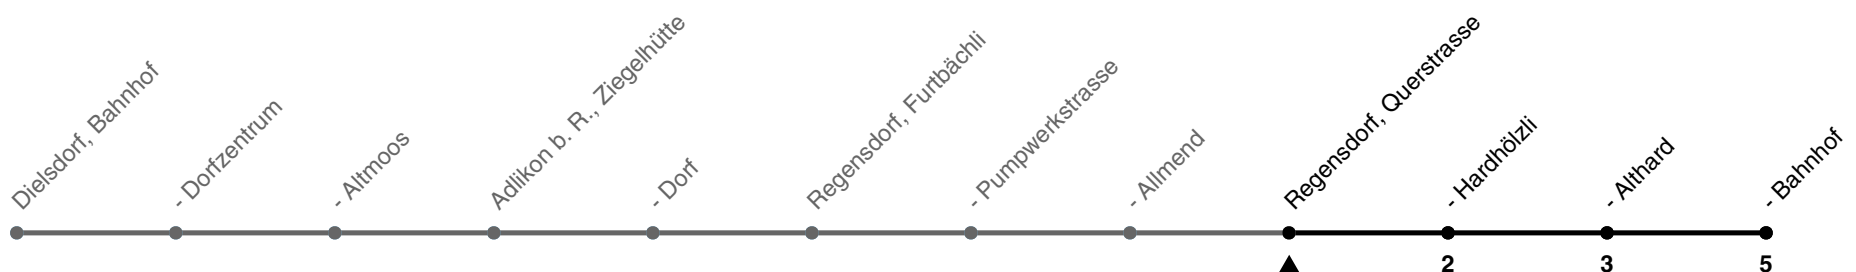 Dielsdorf, Bahnhof
- Dorfzentrum
- Altmoos
Adlikon b. R., Ziegelhütte
- Dorf
Regensdorf, Furtbächli
- Pumpwerkstrasse
- Allmend
Regensdorf, Querstrasse
- Hardhölzli
- Althard
- Bahnhof
2
3
5